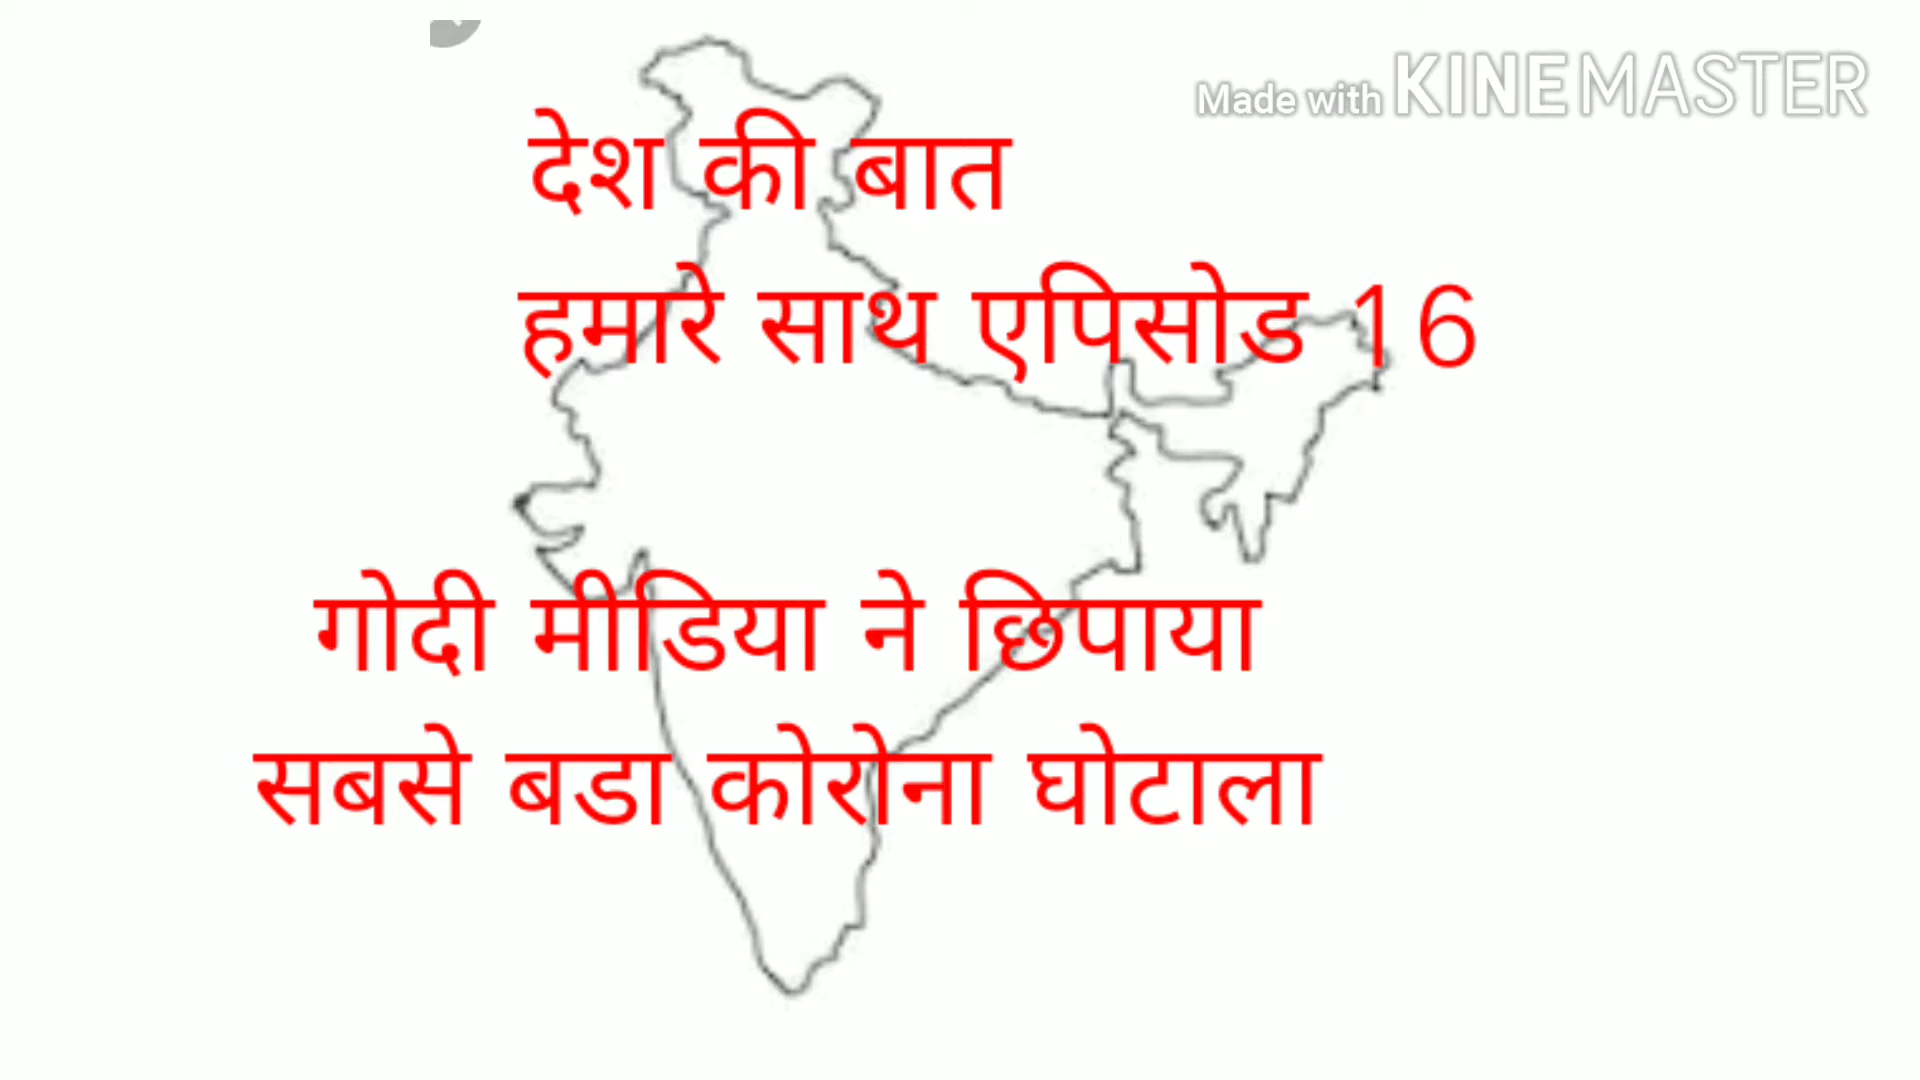 Made with KINEMASTER
देश की बात
हमारे साथ एपिसोड 16
गोदी मीडिया ने छिपाया
सबसे बडा कोरोना घोटाला